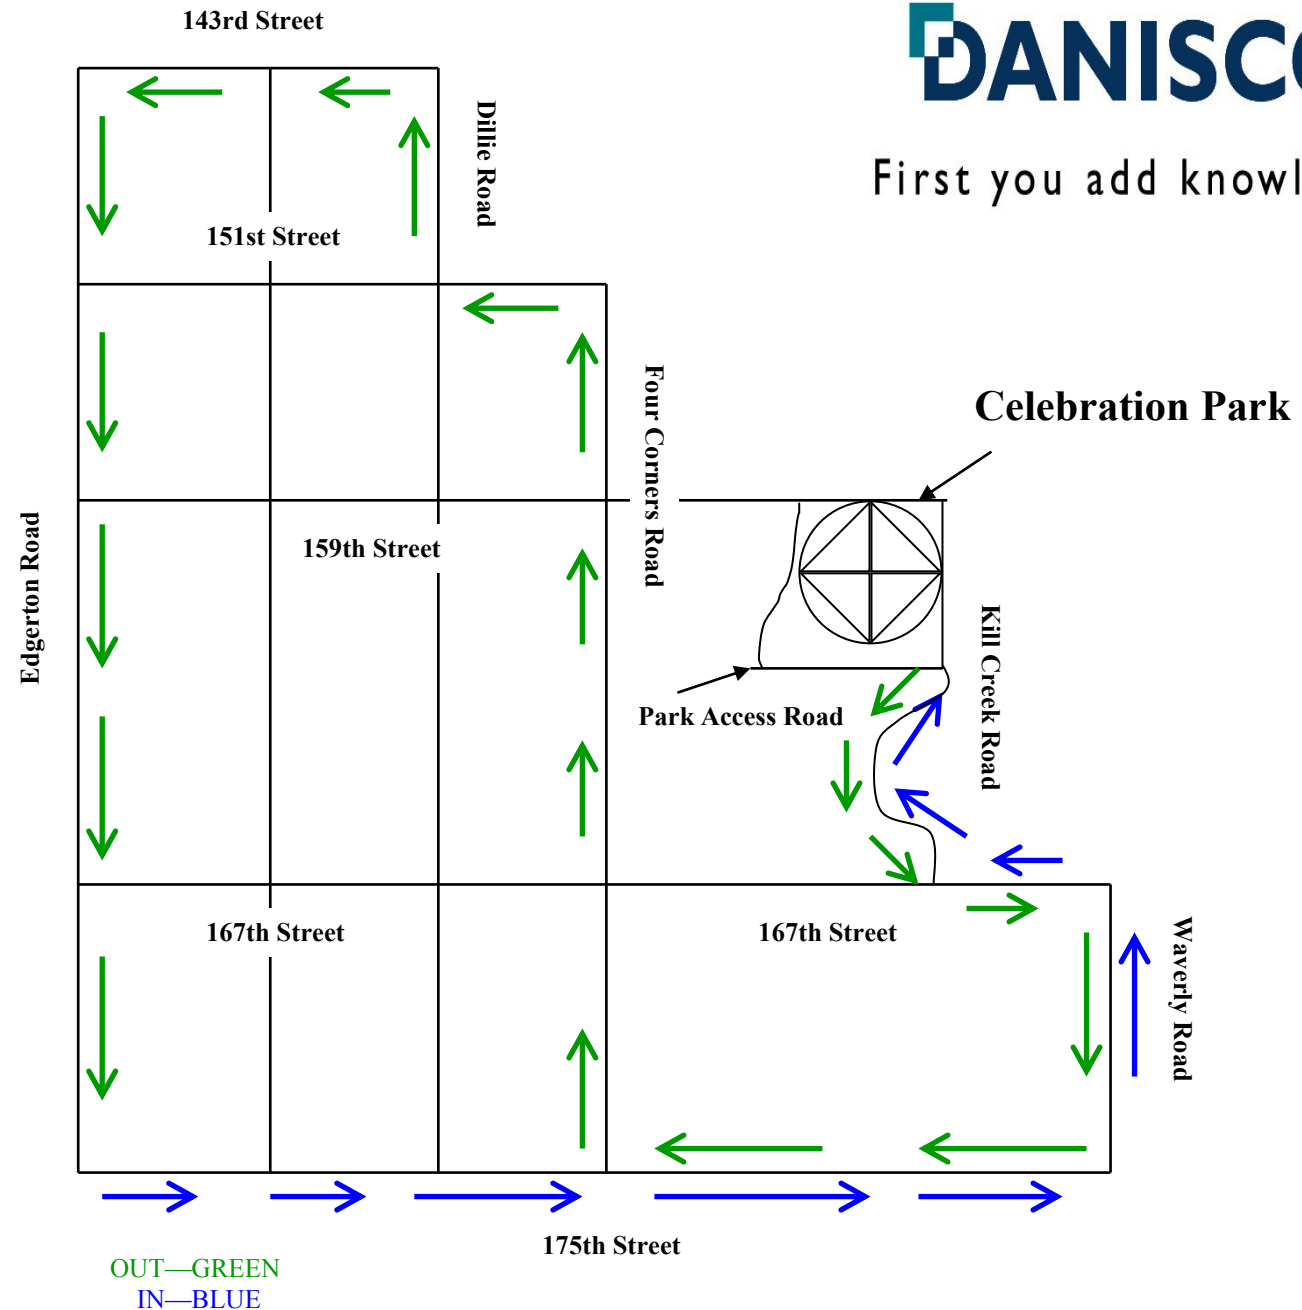 143rd Street
DANISCO
First you add knowl
Dillie Road
151st Street
Four Corners Road
Celebration Park
Edgerton Road
159th Street
Kill Creek Road
Park Access Road
167th Street
167th Street
Waverly Road
175th Street
OUT—GREEN
IN—BLUE